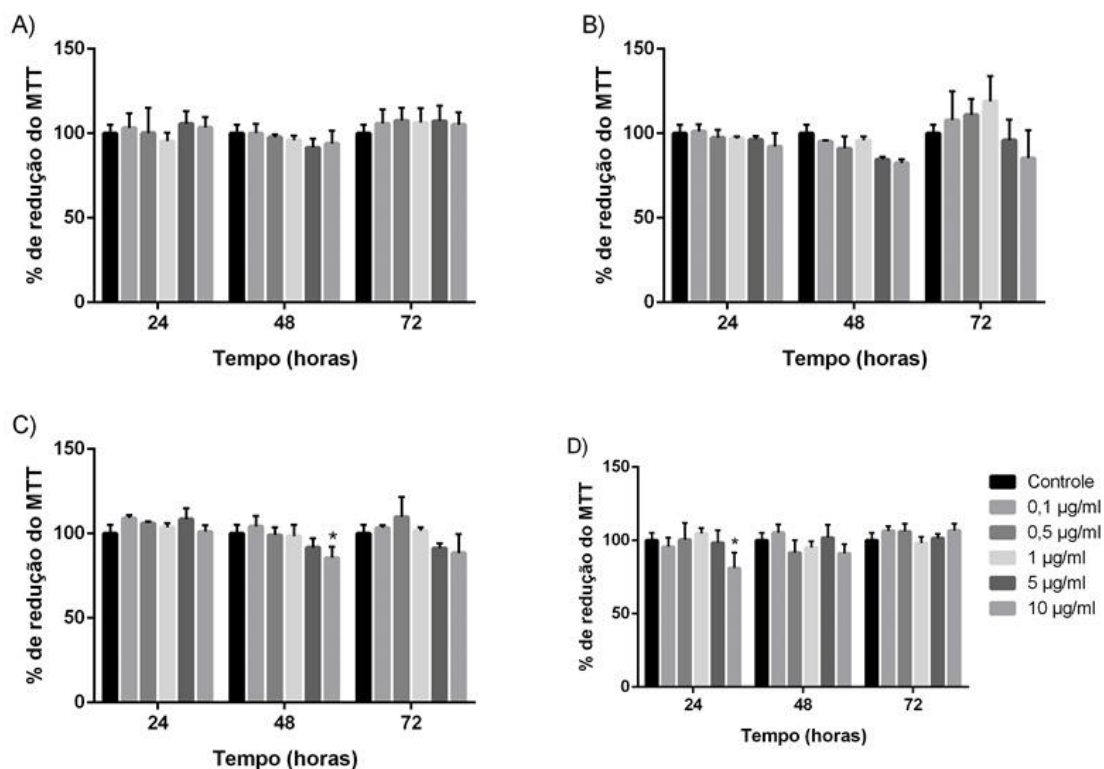 A)
150
100
50
0
% de redução do MTT
24 48 72
Tempo (horas)
B)
150
100
50
0
% de redução do MTT
24 48 72
Tempo (horas)
C)
150
100
50
0
% de redução do MTT
*
24 48 72
Tempo (horas)
D)
150
100
50
0
% de redução do MTT
*
24 48 72
Tempo (horas)
Controle
0,1 µg/ml
0,5 µg/ml
1 µg/ml
5 µg/ml
10 µg/ml